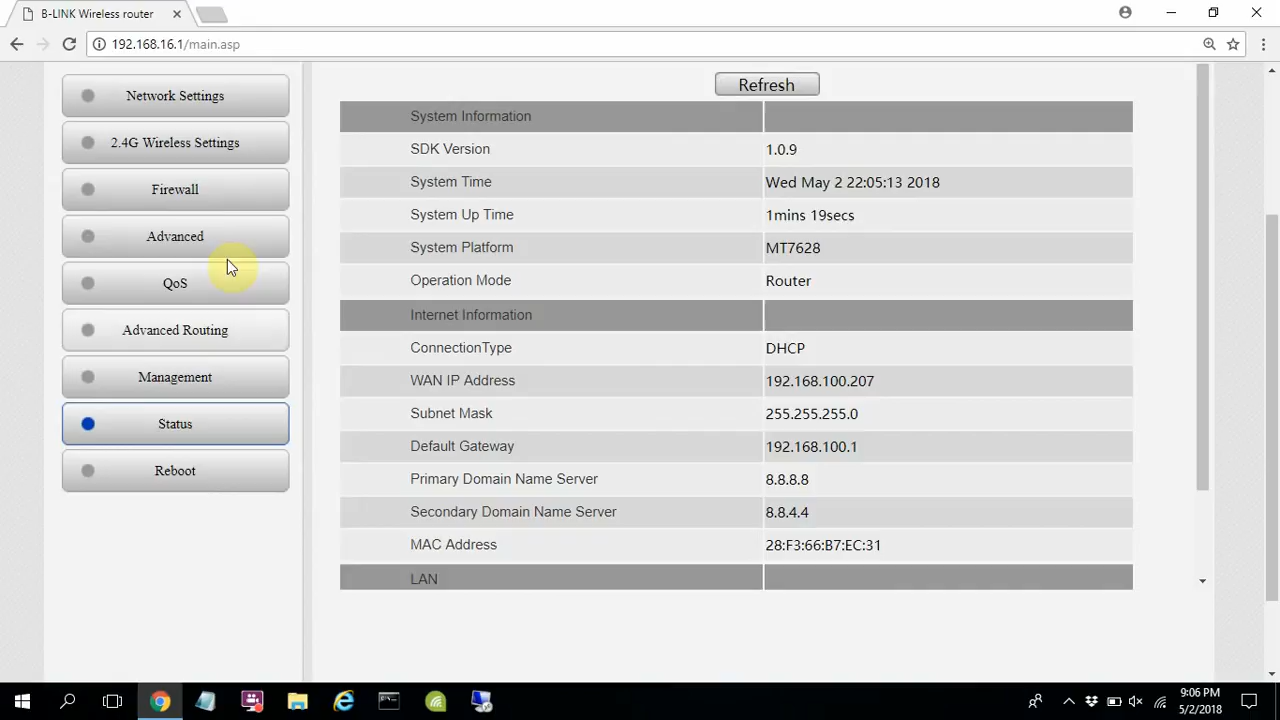 B-LINK Wireless router
192.168.16.1/main.asp
Network Settings
2.4G Wireless Settings
Firewall
Advanced
QoS
Advanced Routing
Management
Status
Reboot
Refresh
System Information
SDK Version 1.0.9
System Time Wed May 2 22:05:13 2018
System Up Time 1mins 19secs
System Platform MT7628
Operation Mode Router
Internet Information
ConnectionType DHCP
WAN IP Address 192.168.100.207
Subnet Mask 255.255.255.0
Default Gateway 192.168.100.1
Primary Domain Name Server 8.8.8.8
Secondary Domain Name Server 8.8.4.4
MAC Address 28:F3:66:B7:EC:31
LAN
9:06 PM
5/2/2018